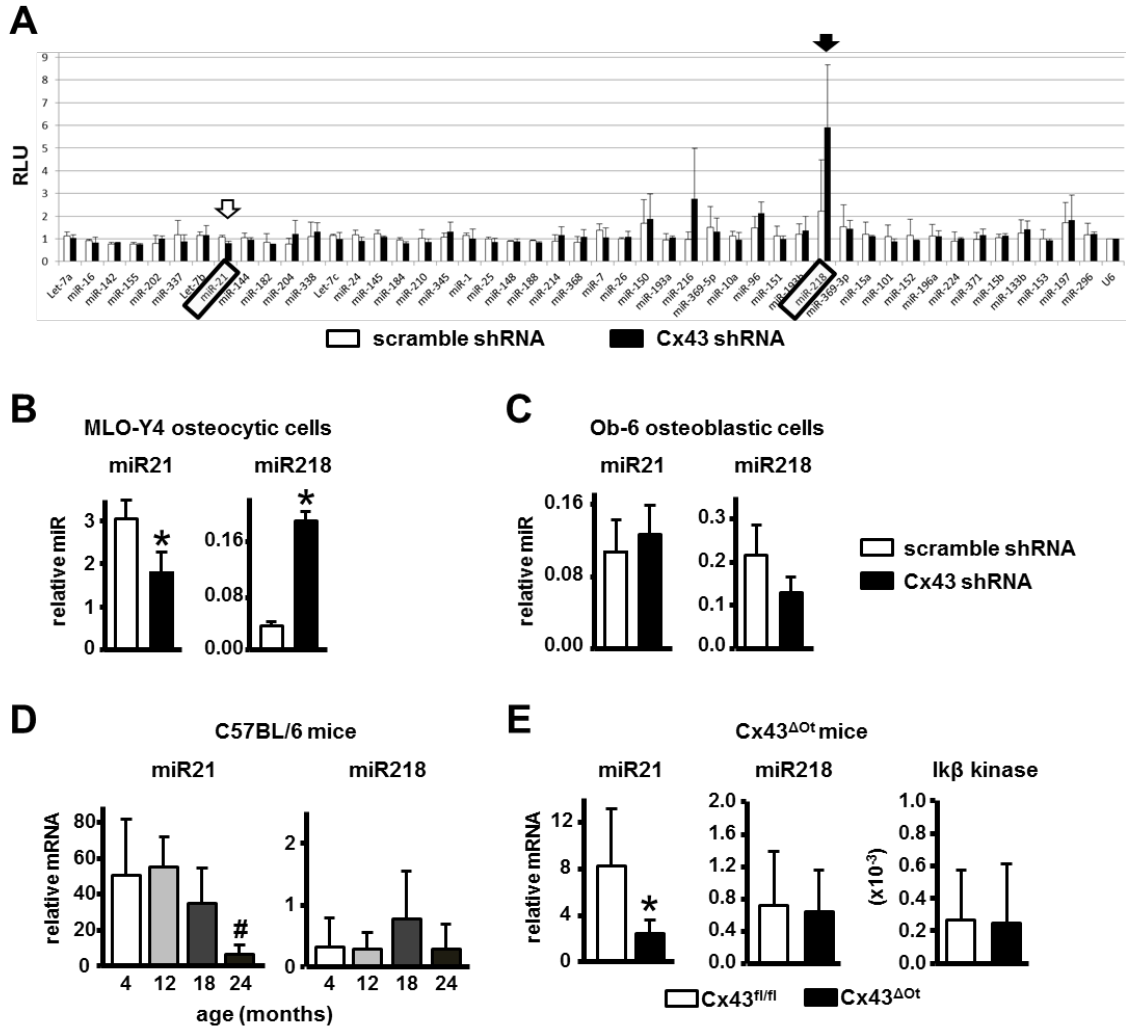 A
RLU
9
8
7
6
5
4
3
2
1
0
Let-7a miR-16 miR-142 miR-155 miR-202 miR-337 Let-7b miR-21 miR-144 miR-182 miR-204 miR-338 Let-7c miR-24 miR-145 miR-184 miR-210 miR-345 miR-1 miR-25 miR-148 miR-188 miR-214 miR-368 miR-7 miR-26 miR-150 miR-193a miR-216 miR-369-5p miR-10a miR-96 miR-151 miR-193b miR-218 miR-369-3p miR-15a miR-101 miR-152 miR-196a miR-224 miR-371 miR-15b miR-133b miR-153 miR-197 miR-296 U6
scramble shRNA Cx43 shRNA
B
MLO-Y4 osteocytic cells
miR21 miR218
relative miR
3
2
1
0
*
0.16
0.08
0.00
*
C
Ob-6 osteoblastic cells
miR21 miR218
relative miR
0.16
0.08
0.00
0.3
0.2
0.1
0.0
scramble shRNA
Cx43 shRNA
D
C57BL/6 mice
miR21 miR218
relative mRNA
80
60
40
20
0
#
4 12 18 24
2
1
0
4 12 18 24
age (months)
E
Cx43ΔOt mice
miR21 miR218 Ikβ kinase
relative mRNA
12
8
4
0
*
2.0
1.6
1.2
0.8
0.4
0.0
(x10-3)
1.0
0.8
0.6
0.4
0.2
0.0
Cx43fl/fl Cx43ΔOt